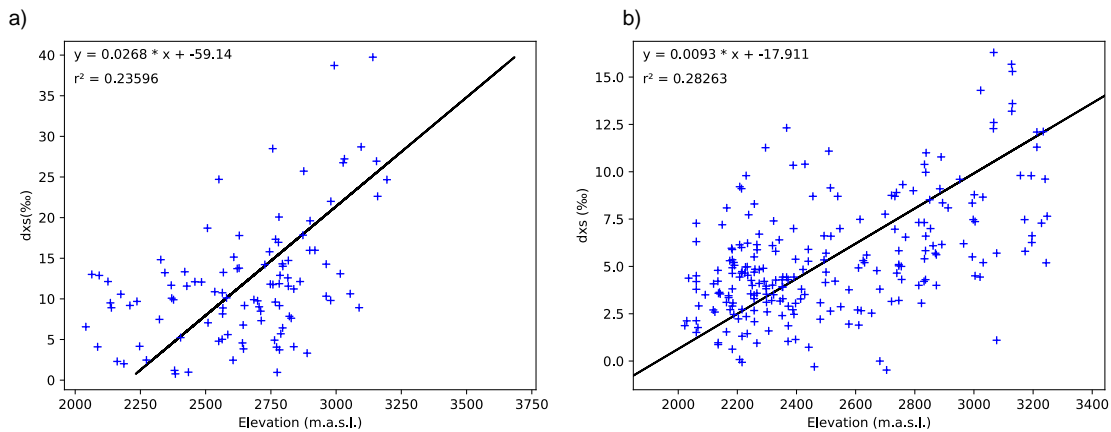 a)
y = 0.0268 * x + -59.14
r² = 0.23596
40
35
30
25
20
15
10
5
0
dxs(‰)
2000 2250 2500 2750 3000 3250 3500 3750
Elevation (m.a.s.l.)
b)
y = 0.0093 * x + -17.911
r² = 0.28263
15.0
12.5
10.0
7.5
5.0
2.5
0.0
dxs (‰)
2000 2200 2400 2600 2800 3000 3200 3400
Elevation (m.a.s.l.)